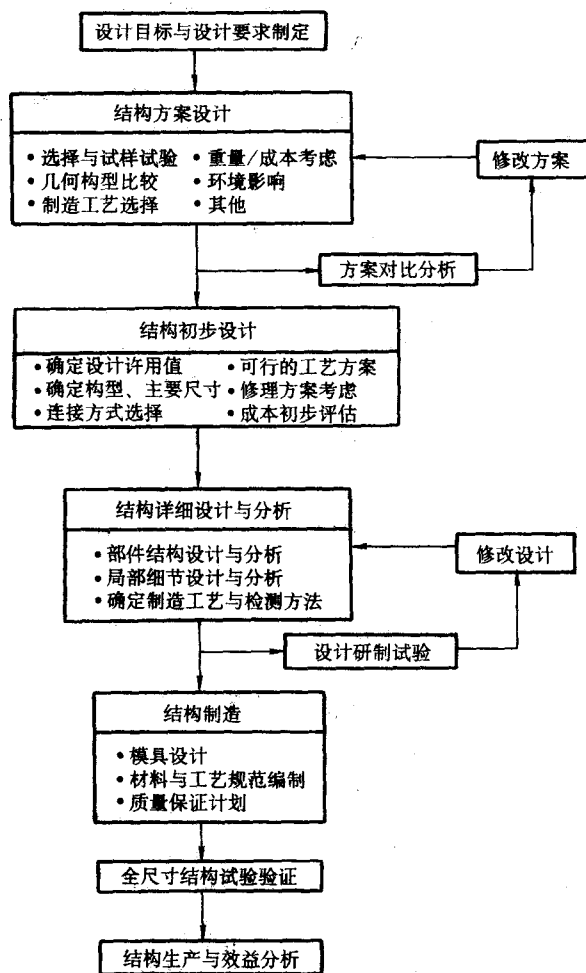 设计目标与设计要求制定
结构方案设计
•选择与试样试验 •重量/成本考虑
•几何构型比较 •环境影响
•制造工艺选择 •其他
修改方案
方案对比分析
结构初步设计
•确定设计许用值 •可行的工艺方案
•确定构型、主要尺寸 •修理方案考虑
•连接方式选择 •成本初步评估
结构详细设计与分析
•部件结构设计与分析
•局部细节设计与分析
•确定制造工艺与检测方法
修改设计
设计研制试验
结构制造
•模具设计
•材料与工艺规范编制
•质量保证计划
全尺寸结构试验验证
结构生产与效益分析